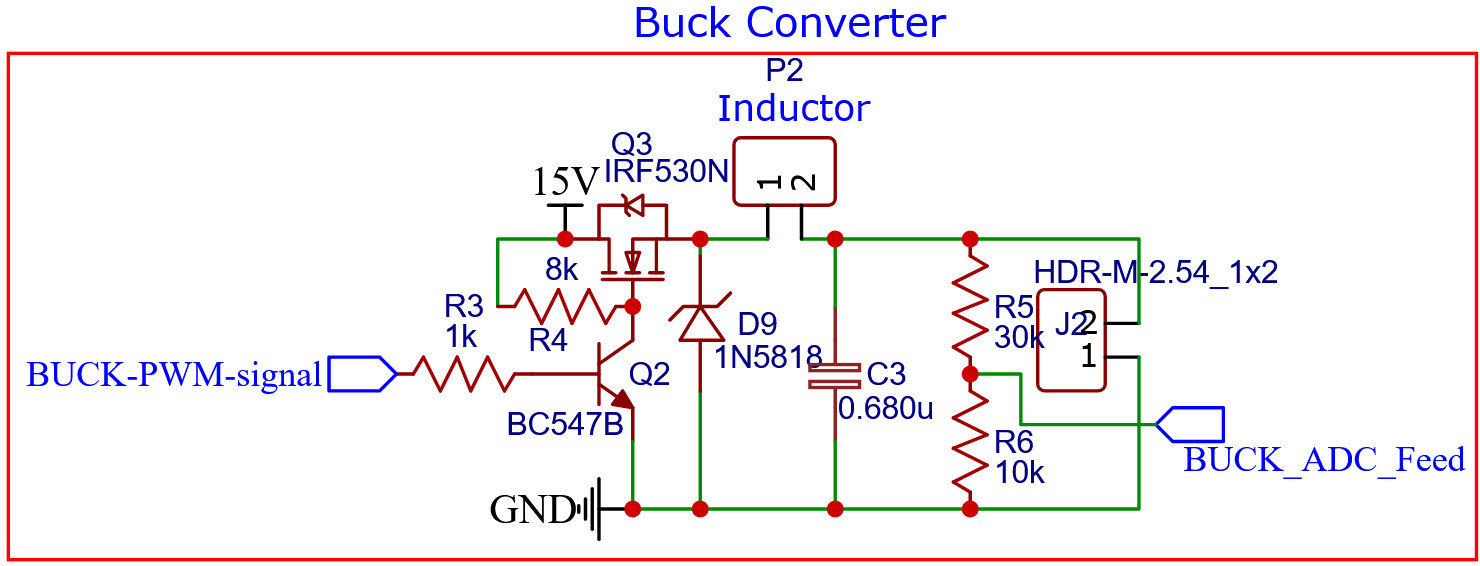 Buck Converter
P2
Inductor
Q3
IRF530N
15V
1
2
8k
R4
R3
1k
BUCK-PWM-signal
Q2
BC547B
D9
1N5818
C3
0.680u
HDR-M-2.54_1x2
R5
30k
J2
2
1
R6
10k
BUCK_ADC_Feed
GND